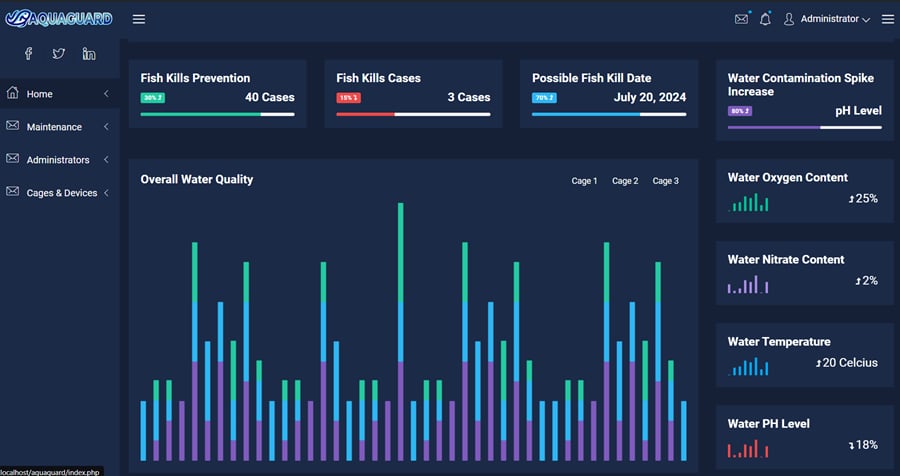 AQUAGUARD
Administrator
Home
Maintenance
Administrators
Cages & Devices
Fish Kills Prevention
30%
40 Cases
Fish Kills Cases
15%
3 Cases
Possible Fish Kill Date
70%
July 20, 2024
Water Contamination Spike
Increase
80%
pH Level
Overall Water Quality
Cage 1 Cage 2 Cage 3
Water Oxygen Content
25%
Water Nitrate Content
2%
Water Temperature
20 Celcius
Water PH Level
18%
localhost/aquaguard/index.php